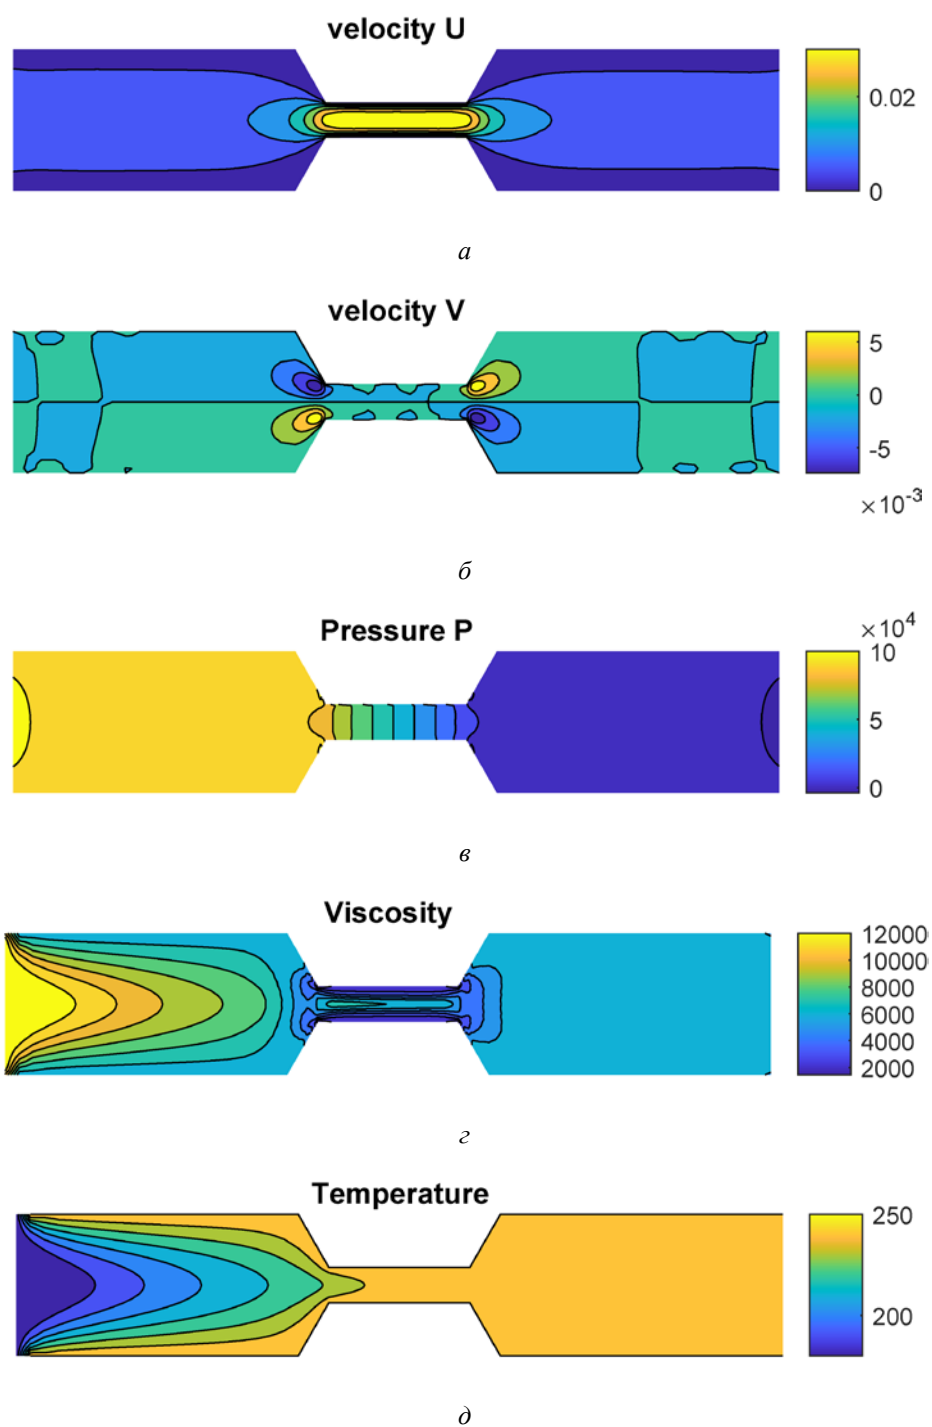 velocity U
0.02
0
а
velocity V
5
0
-5
×10-3
б
Pressure P
×104
10
5
0
в
Viscosity
12000
10000
8000
6000
4000
2000
г
Temperature
250
200
д